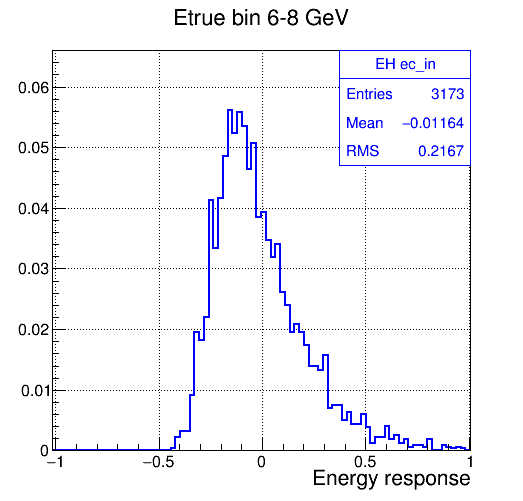 Etrue bin 6-8 GeV
EH ec_in
Entries 3173
Mean −0.01164
RMS 0.2167
0.06
0.05
0.04
0.03
0.02
0.01
0
−1 −0.5 0 0.5 1
Energy response